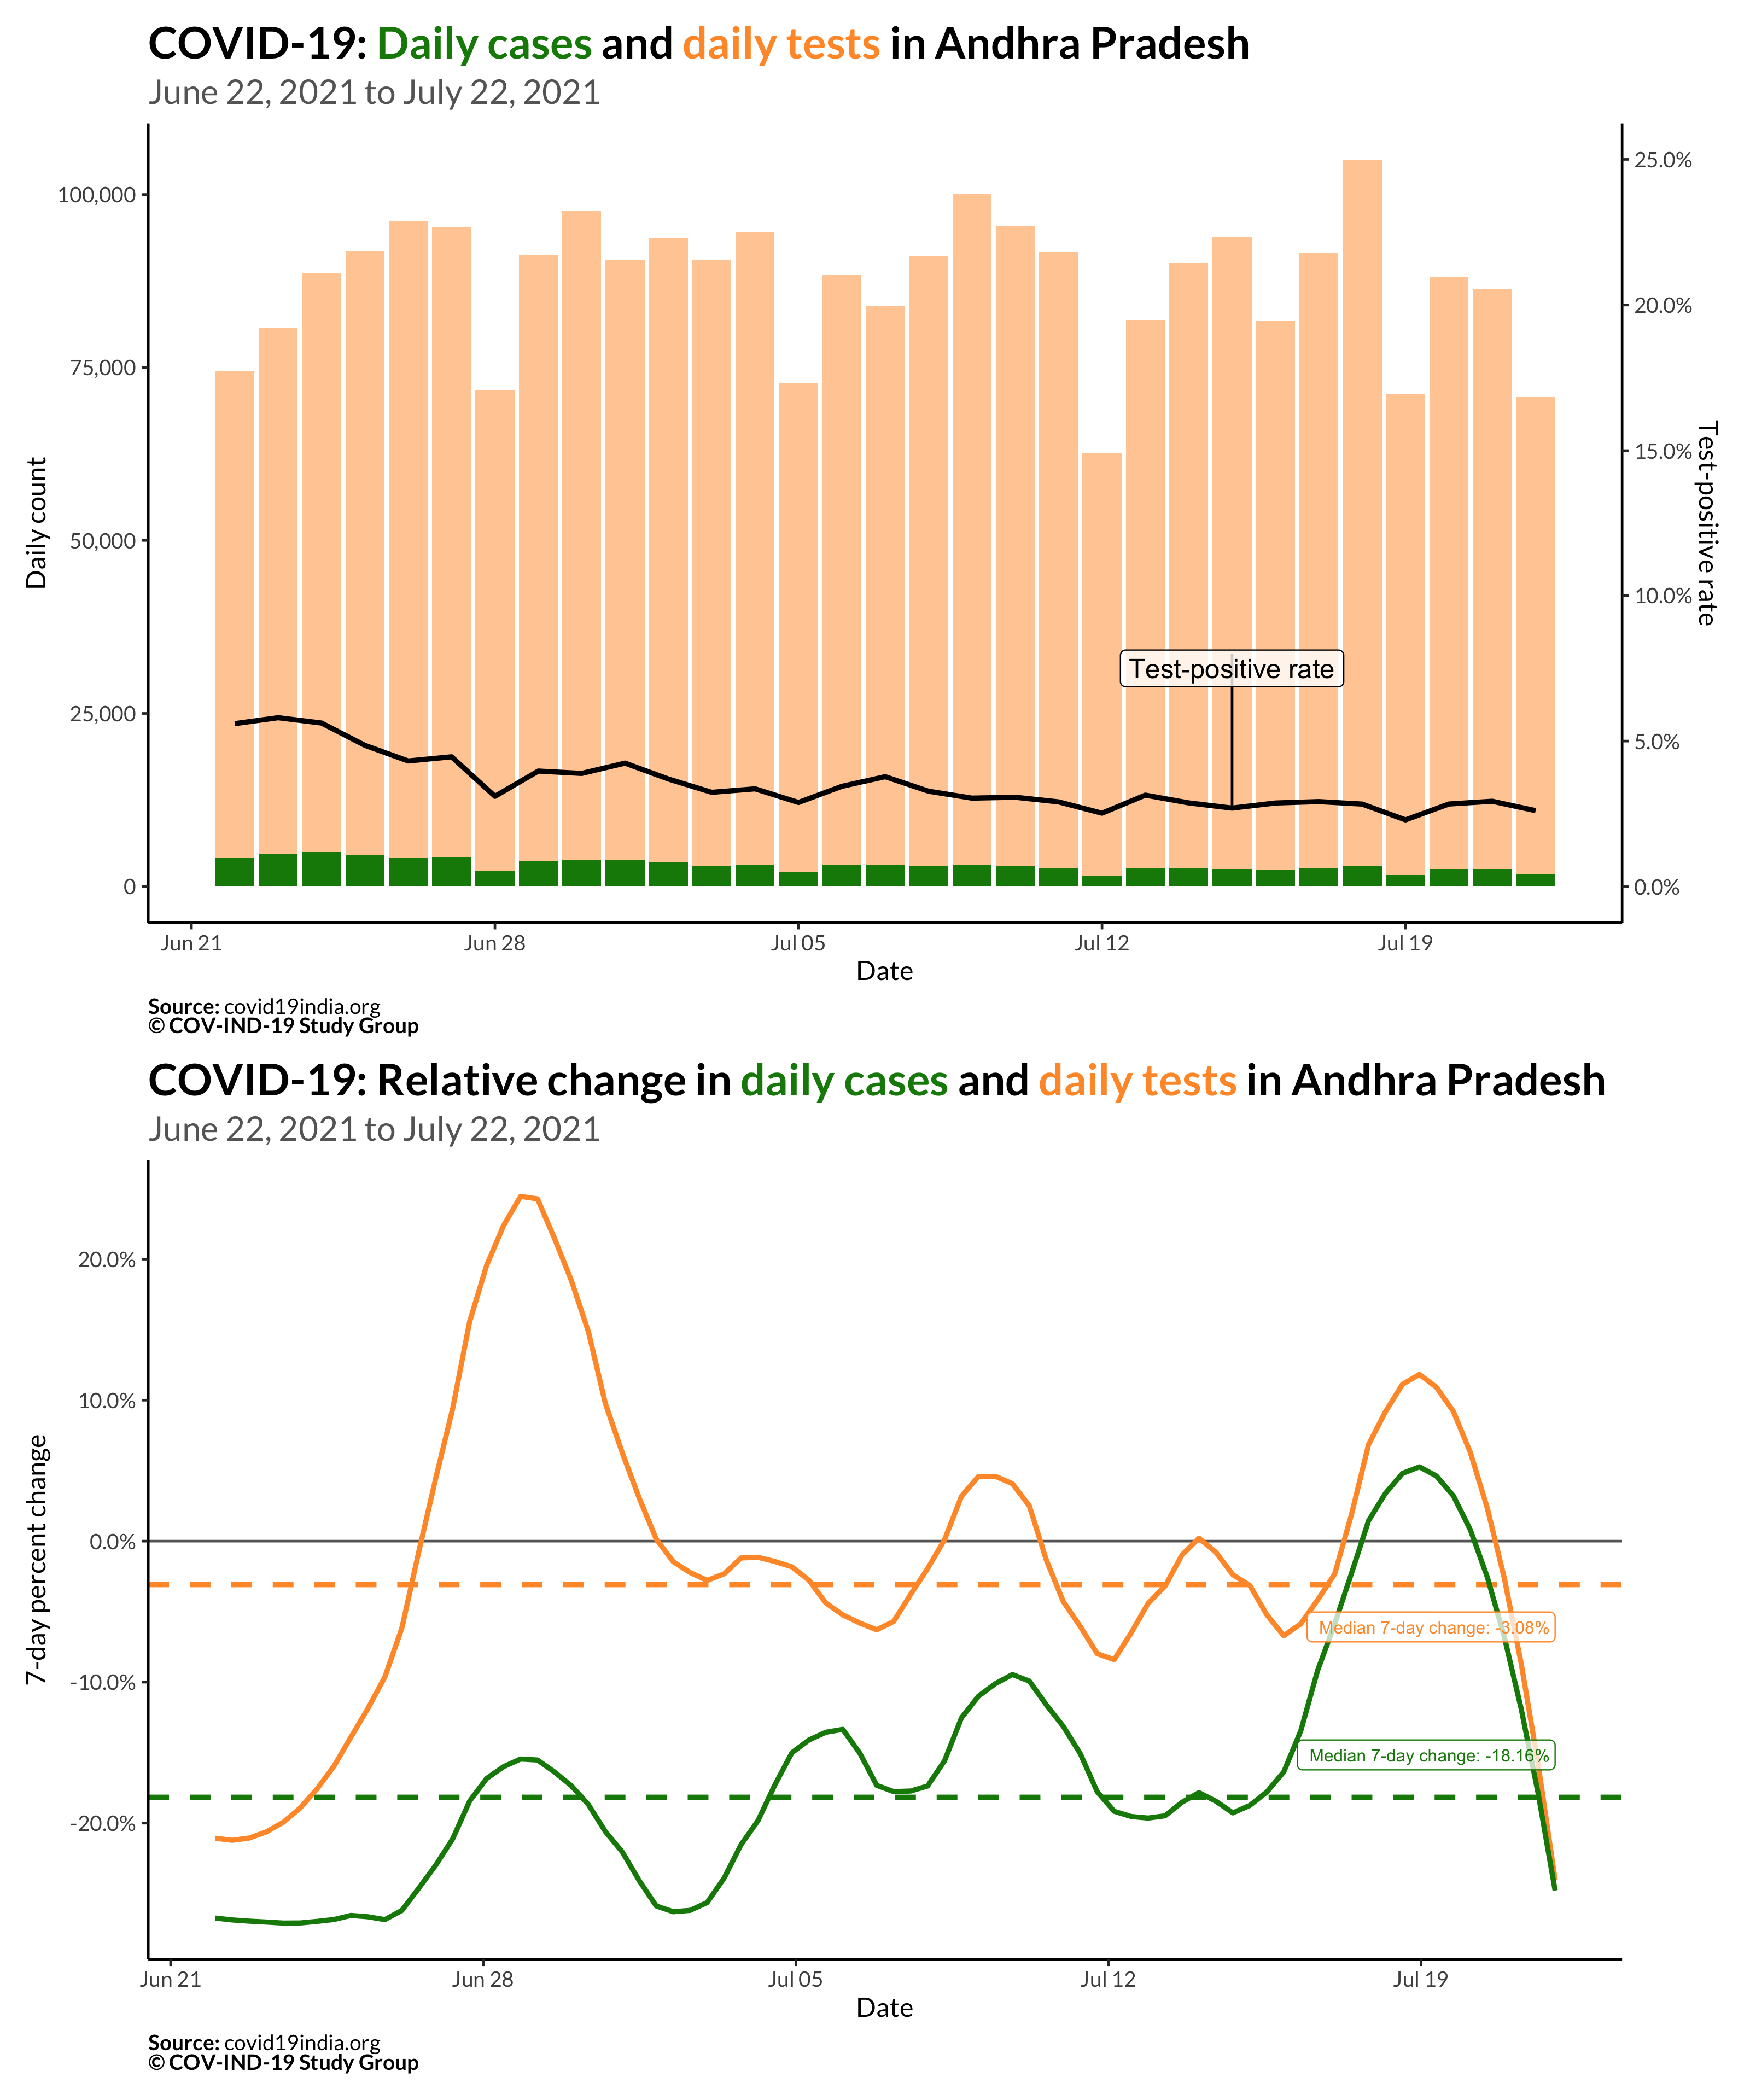 COVID-19: Daily cases and daily tests in Andhra Pradesh
June 22, 2021 to July 22, 2021
Daily count
100,000
75,000
50,000
25,000
0
25.0%
20.0%
15.0%
10.0%
5.0%
0.0%
Test-positive rate
Test-positive rate
Jun 21
Jun 28
Jul 05
Jul 12
Jul 19
Date
Source: covid19india.org
© COV-IND-19 Study Group
COVID-19: Relative change in daily cases and daily tests in Andhra Pradesh
June 22, 2021 to July 22, 2021
7-day percent change
20.0%
10.0%
0.0%
-10.0%
-20.0%
Median 7-day change: -3.08%
Median 7-day change: -18.16%
Jun 21
Jun 28
Jul 05
Jul 12
Jul 19
Date
Source: covid19india.org
© COV-IND-19 Study Group